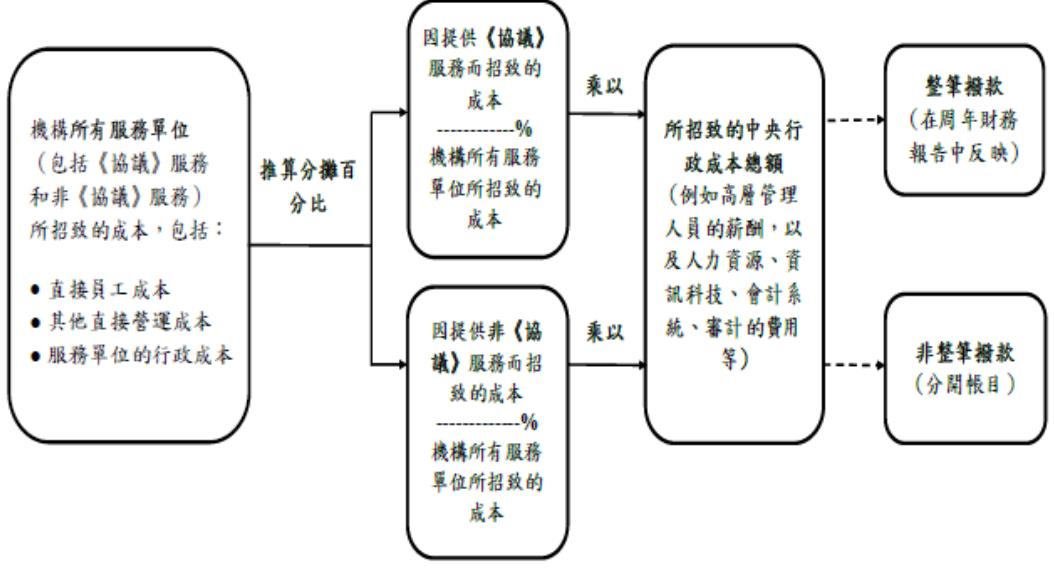 機構所有服務單位
（包括《協議》服務
和非《協議》服務）
所招致的成本，包括：
● 直接員工成本
● 其他直接營運成本
● 服務單位的行政成本
推算分攤百
分比
因提供《協議》
服務而招致的
成本
------------%
機構所有服務
單位所招致的
成本
乘以
因提供非《協
議》服務而招
致的成本
-------------%
機構所有服務
單位所招致的
成本
乘以
所招致的中央行
政成本總額
（例如高層管理
人員的薪酬，以
及人力資源、資
訊科技、會計系
統、審計的費用
等）
整筆撥款
（在周年財務
報告中反映）
非整筆撥款
（分開帳目）